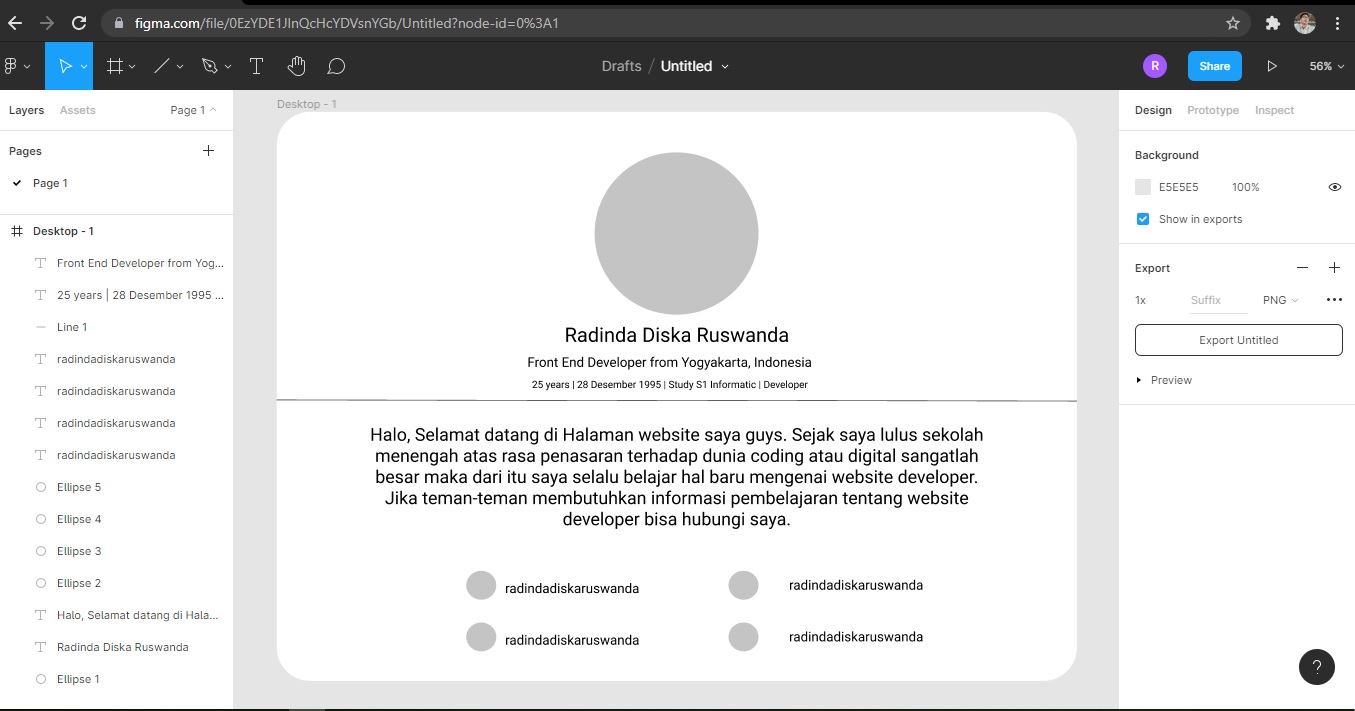 figma.com/file/0EzYDE1JlnQcHcYDVsnYGb/Untitled?node-id=0%3A1
Drafts / Untitled
R
Share
56%
Layers Assets Page 1
Pages
Page 1
Desktop - 1
Front End Developer from Yog...
25 years | 28 Desember 1995 ...
Line 1
radindadiskaruswanda
radindadiskaruswanda
radindadiskaruswanda
radindadiskaruswanda
Ellipse 5
Ellipse 4
Ellipse 3
Ellipse 2
Halo, Selamat datang di Hala...
Radinda Diska Ruswanda
Ellipse 1
Desktop - 1
Radinda Diska Ruswanda
Front End Developer from Yogyakarta, Indonesia
25 years | 28 Desember 1995 | Study S1 Informatic | Developer
Halo, Selamat datang di Halaman website saya guys. Sejak saya lulus sekolah
menengah atas rasa penasaran terhadap dunia coding atau digital sangatlah
besar maka dari itu saya selalu belajar hal baru mengenai website developer.
Jika teman-teman membutuhkan informasi pembelajaran tentang website
developer bisa hubungi saya.
radindadiskaruswanda radindadiskaruswanda
radindadiskaruswanda radindadiskaruswanda
Design Prototype Inspect
Background
E5E5E5 100%
Show in exports
Export
1x Suffix PNG
Export Untitled
Preview
?